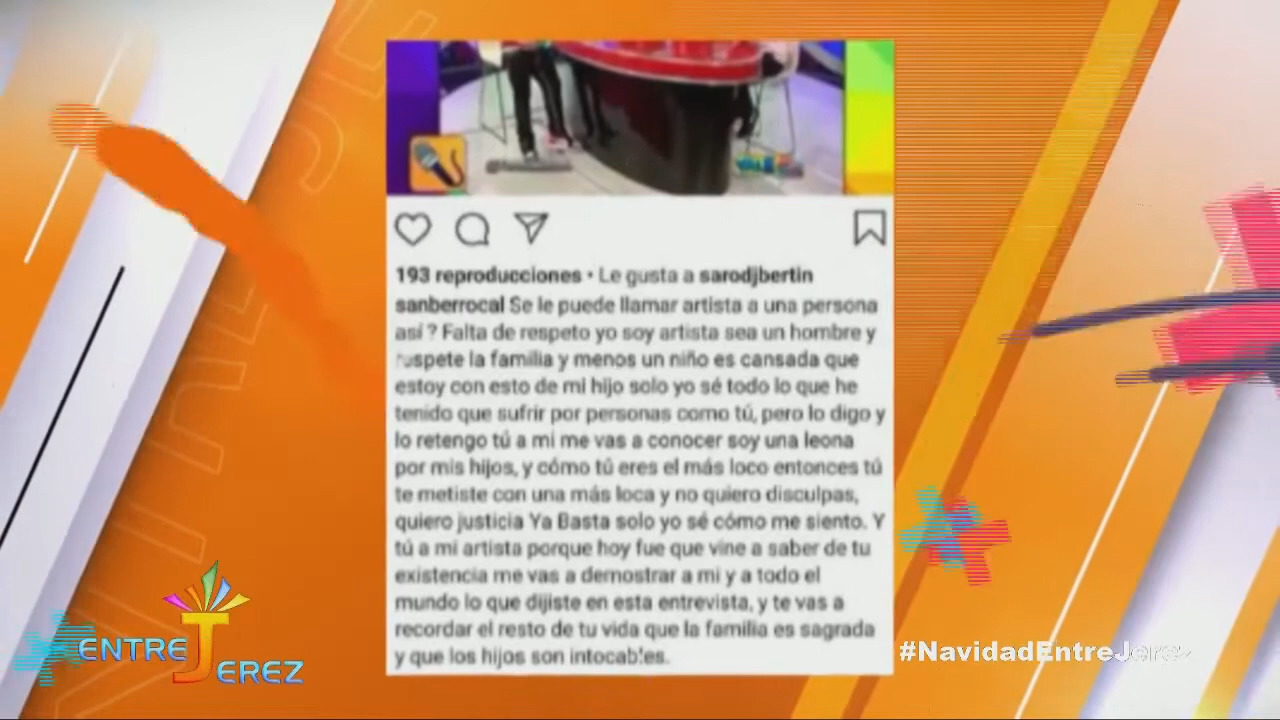 193 reproducciones • Le gusta a sarodjbertin
sanberrocal Se le puede llamar artista a una persona
así ? Falta de respeto yo soy artista sea un hombre y
respete la familia y menos un niño es cansada que
estoy con esto de mi hijo solo yo sé todo lo que he
tenido que sufrir por personas como tú, pero lo digo y
lo retengo tú a mi me vas a conocer soy una leona
por mis hijos, y cómo tú eres el más loco entonces tú
te metiste con una más loca y no quiero disculpas,
quiero justicia Ya Basta solo yo sé cómo me siento. Y
tú a mi artista porque hoy fue que vine a saber de tu
existencia me vas a demostrar a mi y a todo el
mundo lo que dijiste en esta entrevista, y te vas a
recordar el resto de tu vida que la familia es sagrada
y que los hijos son intocables.
ENTRE JEREZ
#NavidadEntreJerez